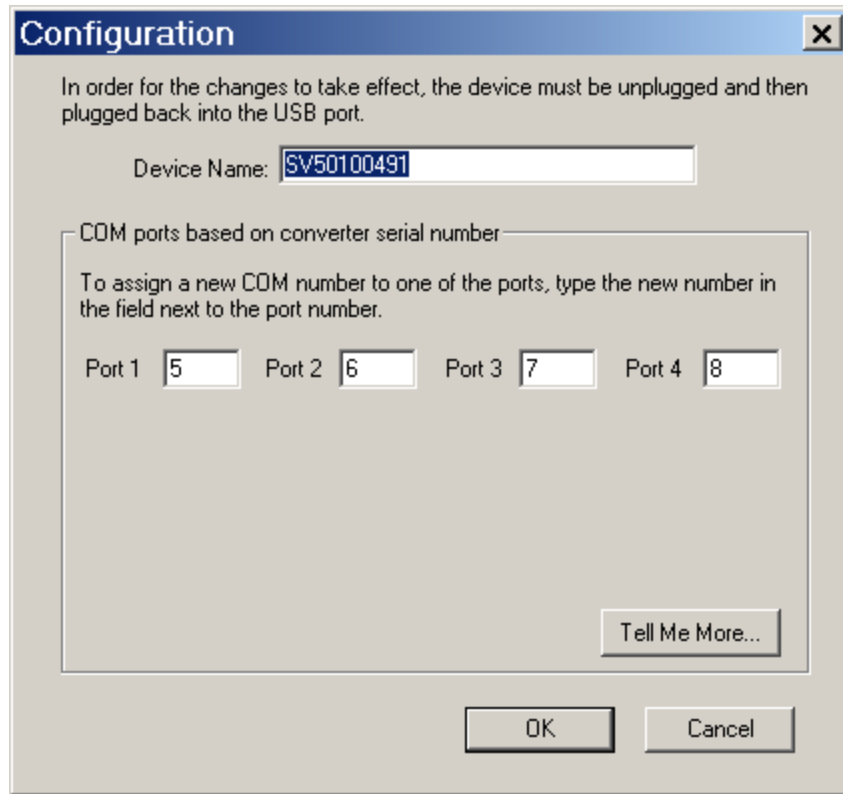 Configuration
In order for the changes to take effect, the device must be unplugged and then
plugged back into the USB port.
Device Name: SV50100491
COM ports based on converter serial number
To assign a new COM number to one of the ports, type the new number in
the field next to the port number.
Port 1 5 Port 2 6 Port 3 7 Port 4 8
Tell Me More...
OK Cancel